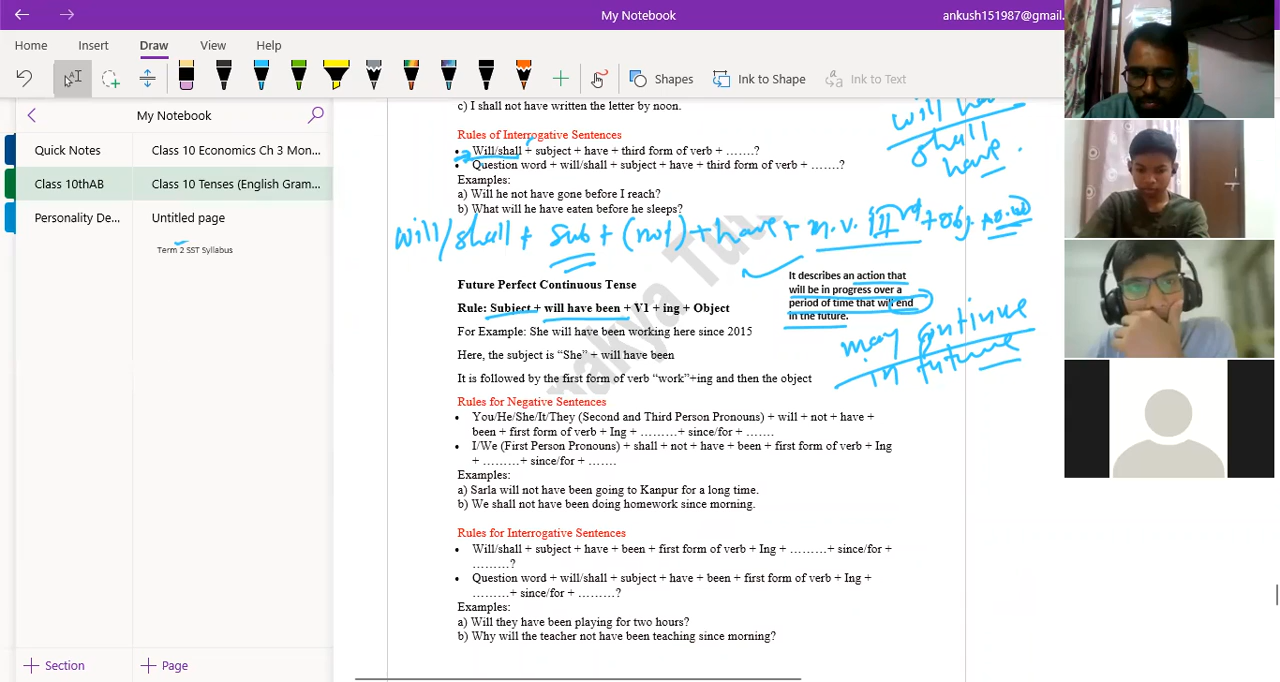 My Notebook
ankush151987@gmail.
Home Insert Draw View Help
Shapes Ink to Shape Ink to Text
My Notebook
Quick Notes
Class 10thAB
Personality De...
Class 10 Economics Ch 3 Mon...
Class 10 Tenses (English Gram...
Untitled page
Term 2 SST Syllabus
Section
Page
c) I shall not have written the letter by noon.
Rules of Interrogative Sentences
• Will/shall + subject + have + third form of verb + …….?
• Question word + will/shall + subject + have + third form of verb + …….?
Examples:
a) Will he not have gone before I reach?
b) What will he have eaten before he sleeps?
will have
shall
have.
will/shall + sub + (not) + have + m.v. IIIrd + obj.
Future Perfect Continuous Tense
Rule: Subject + will have been + V1 + ing + Object
It describes an action that
will be in progress over a
period of time that will end
in the future.
may continue
in future
For Example: She will have been working here since 2015
Here, the subject is “She” + will have been
It is followed by the first form of verb “work”+ing and then the object
Rules for Negative Sentences
• You/He/She/It/They (Second and Third Person Pronouns) + will + not + have +
been + first form of verb + Ing + ………+ since/for + …….
• I/We (First Person Pronouns) + shall + not + have + been + first form of verb + Ing
+ ………+ since/for + …….
Examples:
a) Sarla will not have been going to Kanpur for a long time.
b) We shall not have been doing homework since morning.
Rules for Interrogative Sentences
• Will/shall + subject + have + been + first form of verb + Ing + ………+ since/for +
………?
• Question word + will/shall + subject + have + been + first form of verb + Ing +
………+ since/for + ………?
Examples:
a) Will they have been playing for two hours?
b) Why will the teacher not have been teaching since morning?